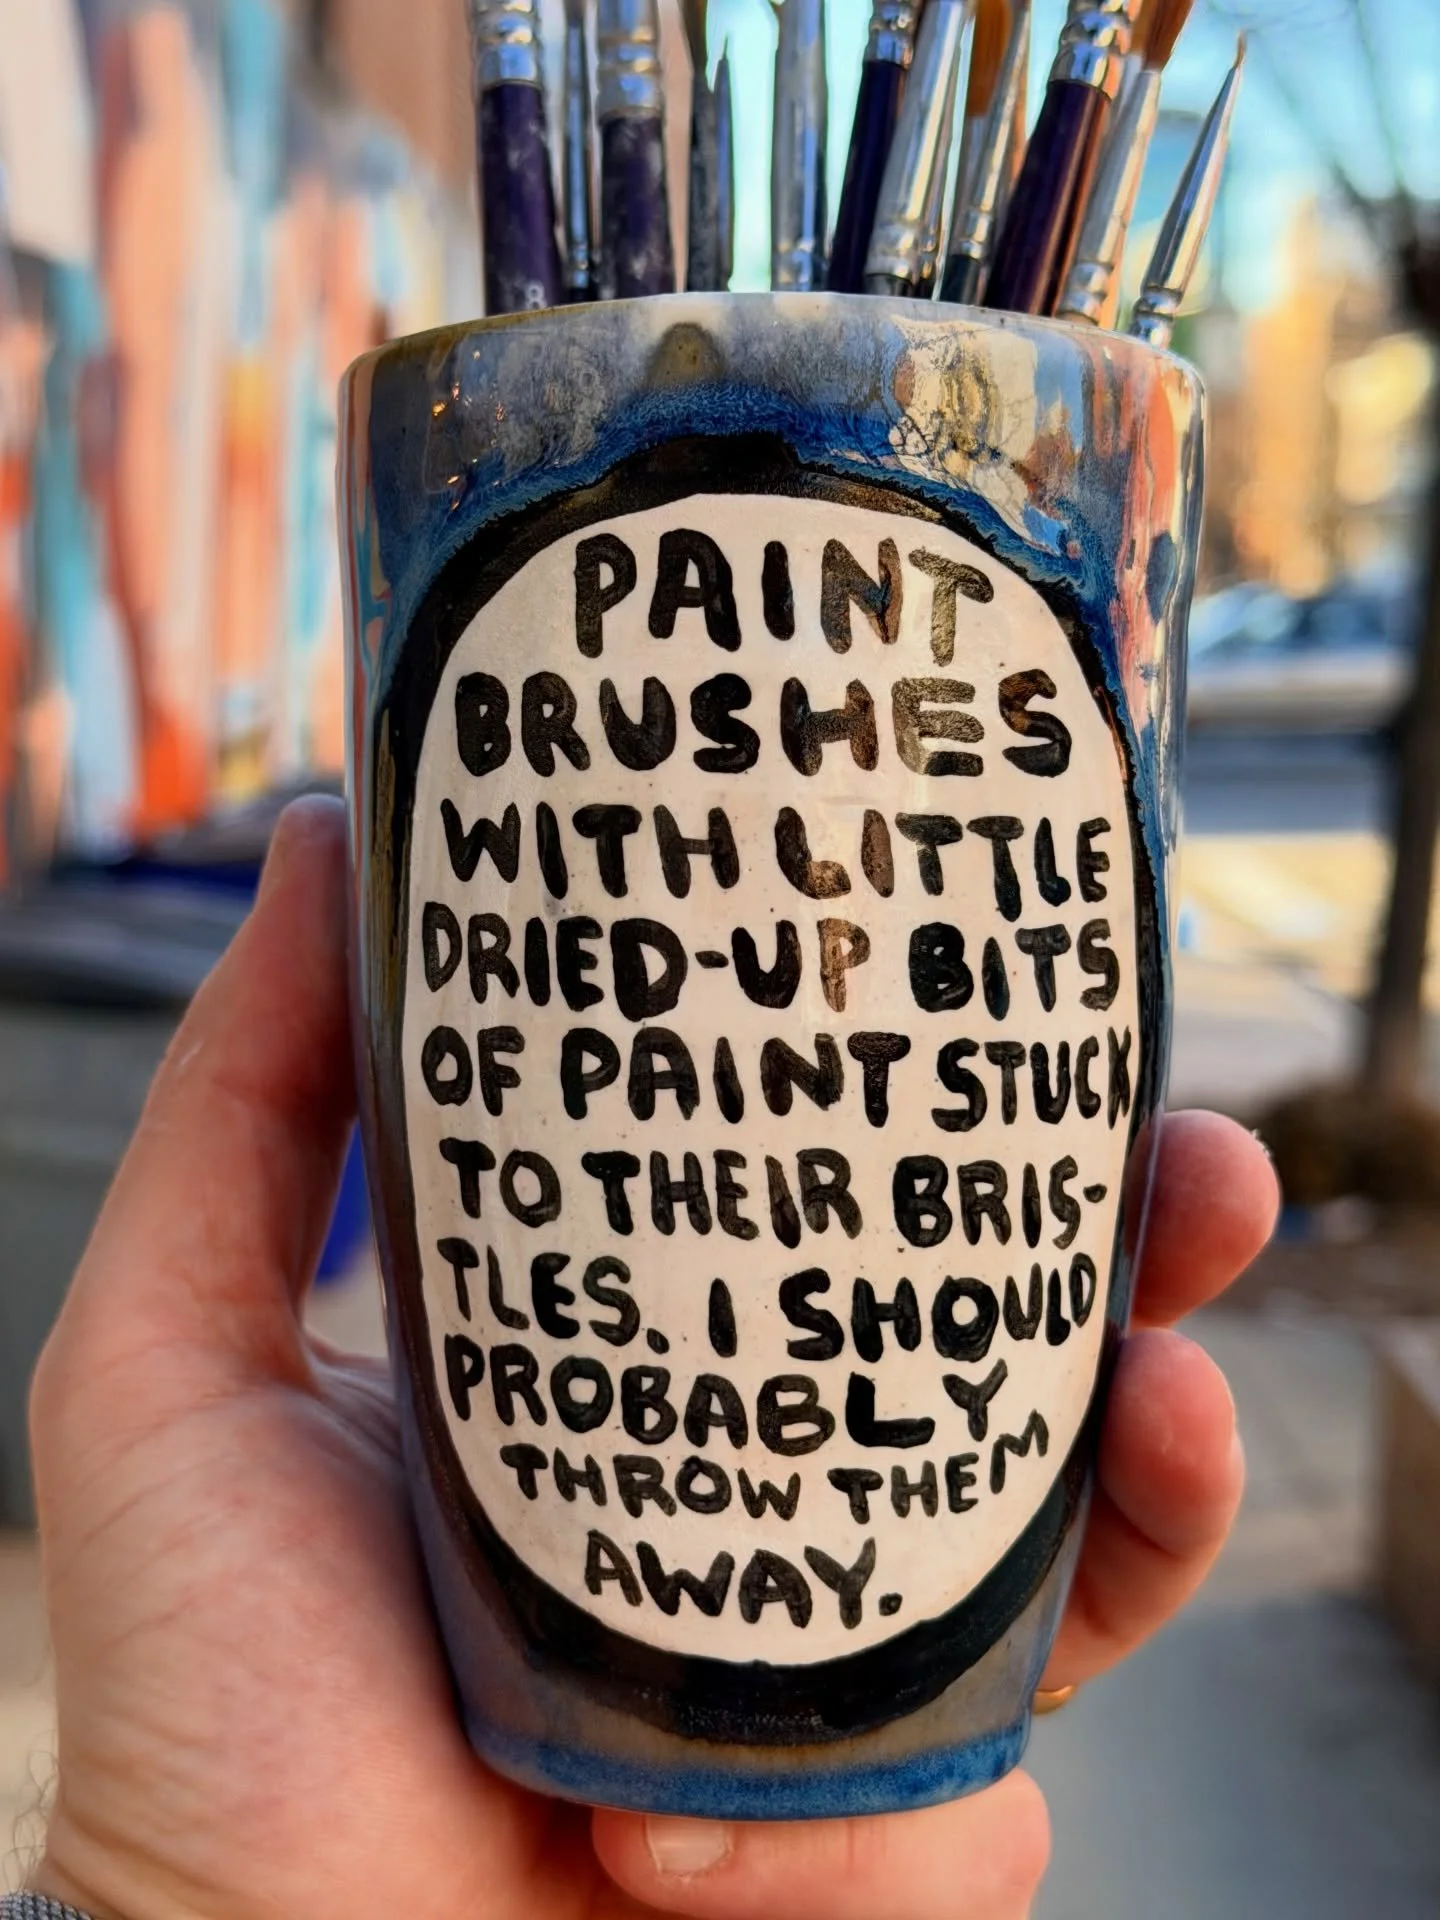 8
PAINT
BRUSHES
WITH LITTLE
DRIED-UP BITS
OF PAINT STUCK
TO THEIR BRIS-
TLES. I SHOULD
PROBABLY
THROW THEM
AWAY.